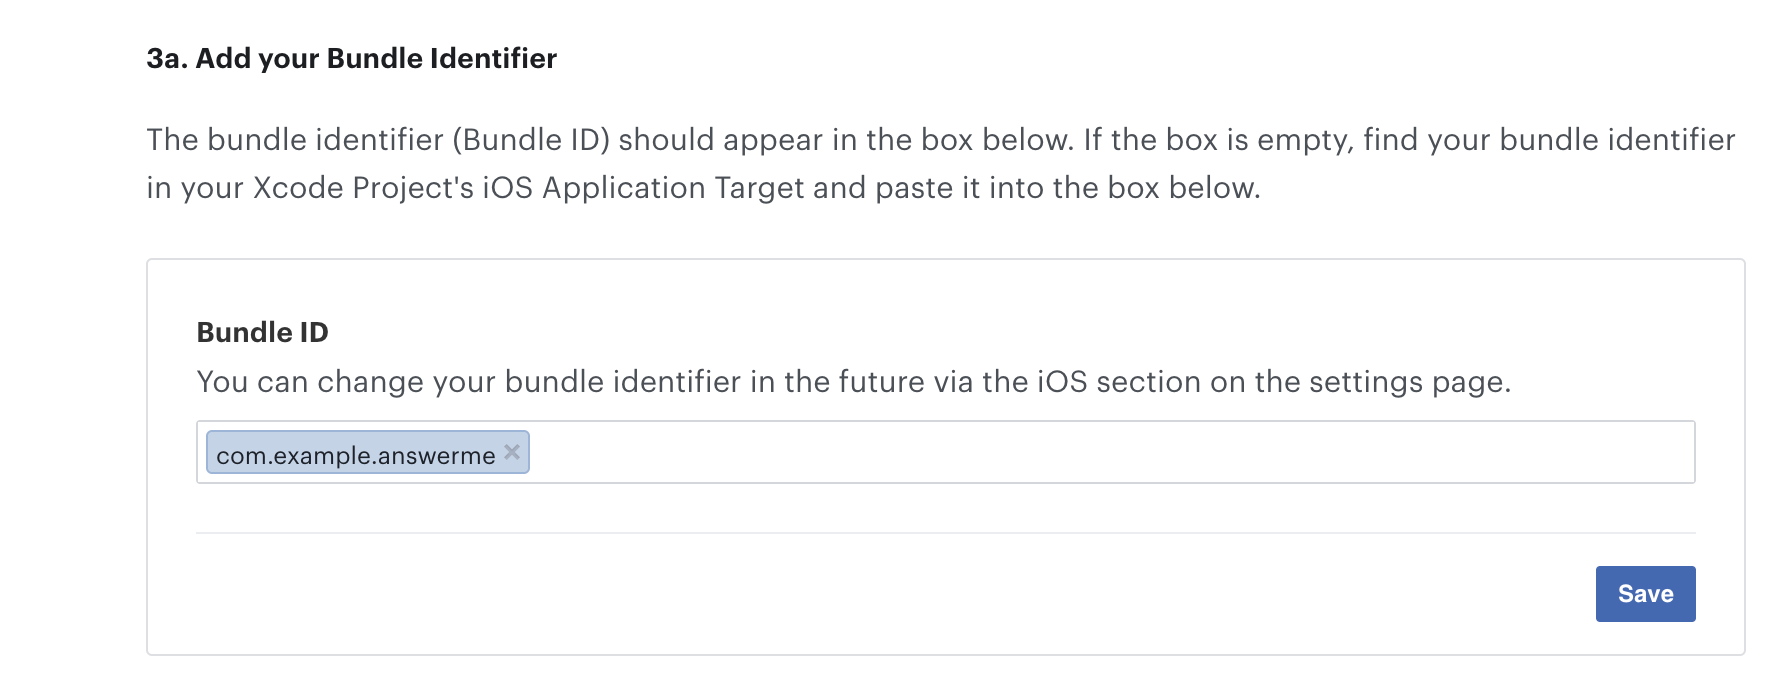 3a. Add your Bundle Identifier
The bundle identifier (Bundle ID) should appear in the box below. If the box is empty, find your bundle identifier
in your Xcode Project's iOS Application Target and paste it into the box below.
Bundle ID
You can change your bundle identifier in the future via the iOS section on the settings page.
com.example.answerme ×
Save